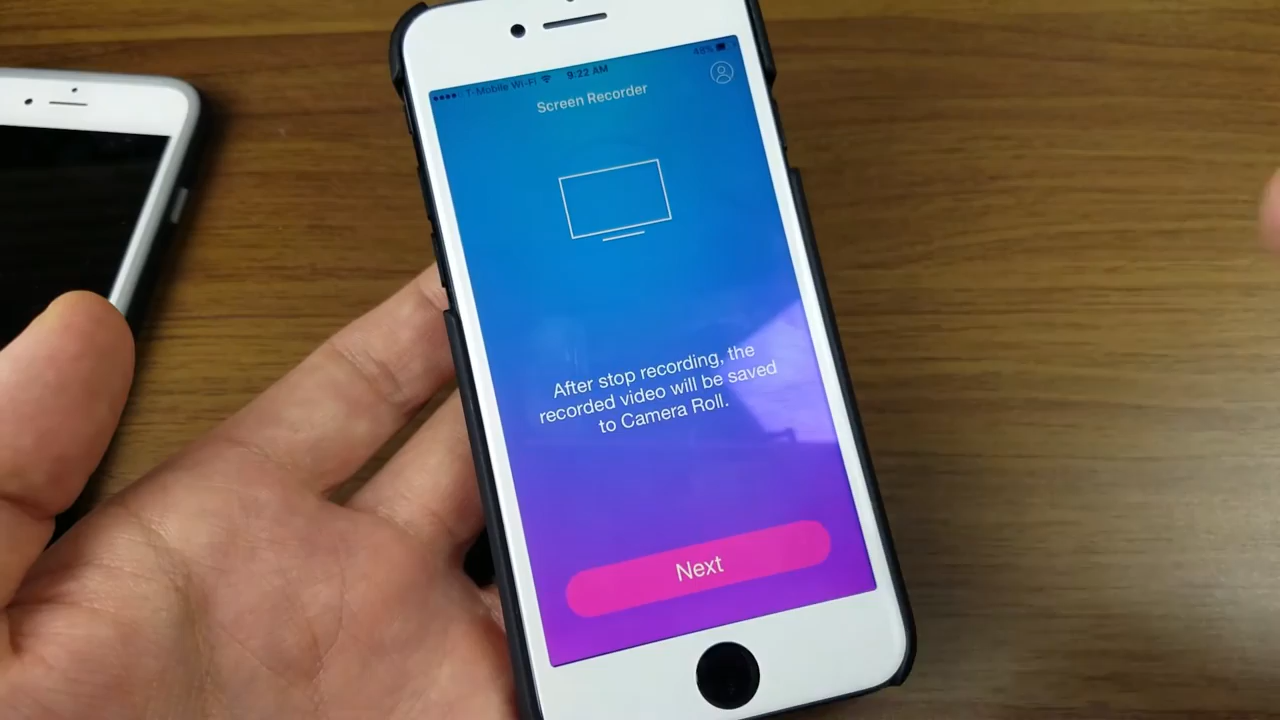 T-Mobile Wi-Fi 9:22 AM 48%
Screen Recorder
After stop recording, the
recorded video will be saved
to Camera Roll.
Next